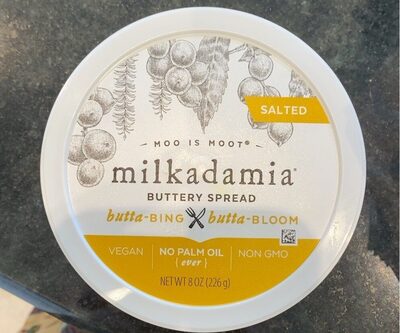 SALTED
— MOO IS MOOT® —
milkadamia®
BUTTERY SPREAD
butta-BING butta-BLOOM
VEGAN | NO PALM OIL { ever } | NON GMO
NET WT 8 OZ (226g)